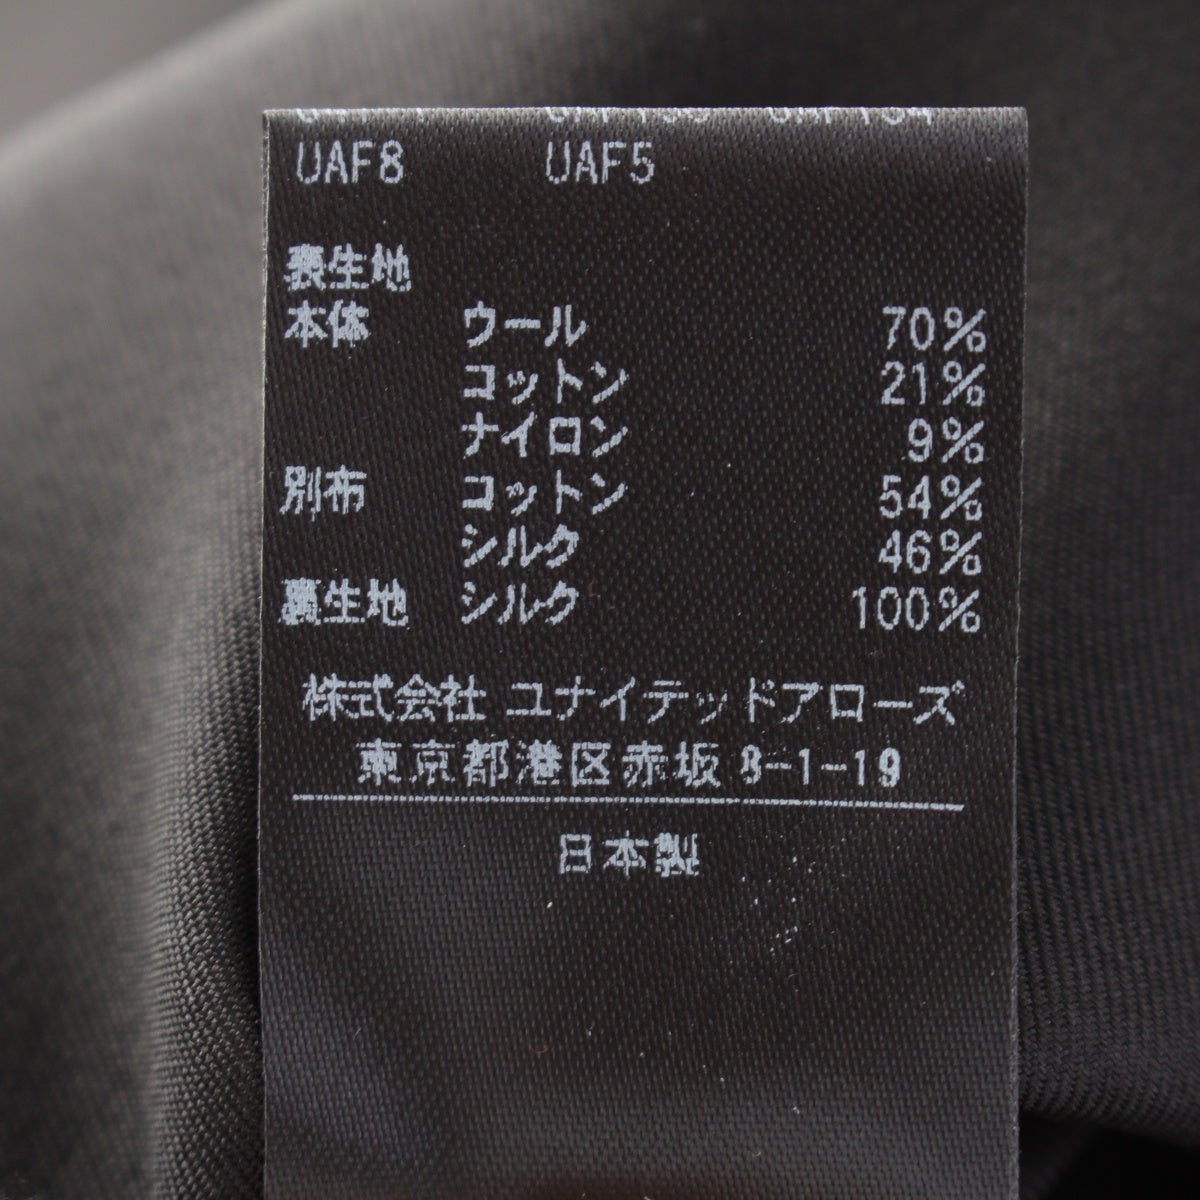 UAF8 UAF5
表生地
本体 ウール 70%
コットン 21%
ナイロン 9%
別布 コットン 54%
シルク 46%
裏生地 シルク 100%
株式会社 ユナイテッドアローズ
東京都港区赤坂 8-1-19
日本製